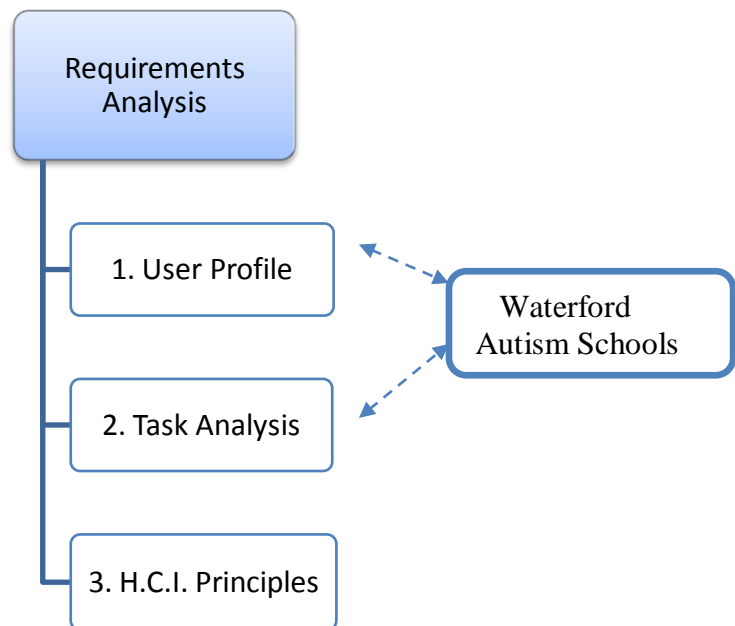 Requirements
Analysis
1. User Profile
Waterford
Autism Schools
2. Task Analysis
3. H.C.I. Principles